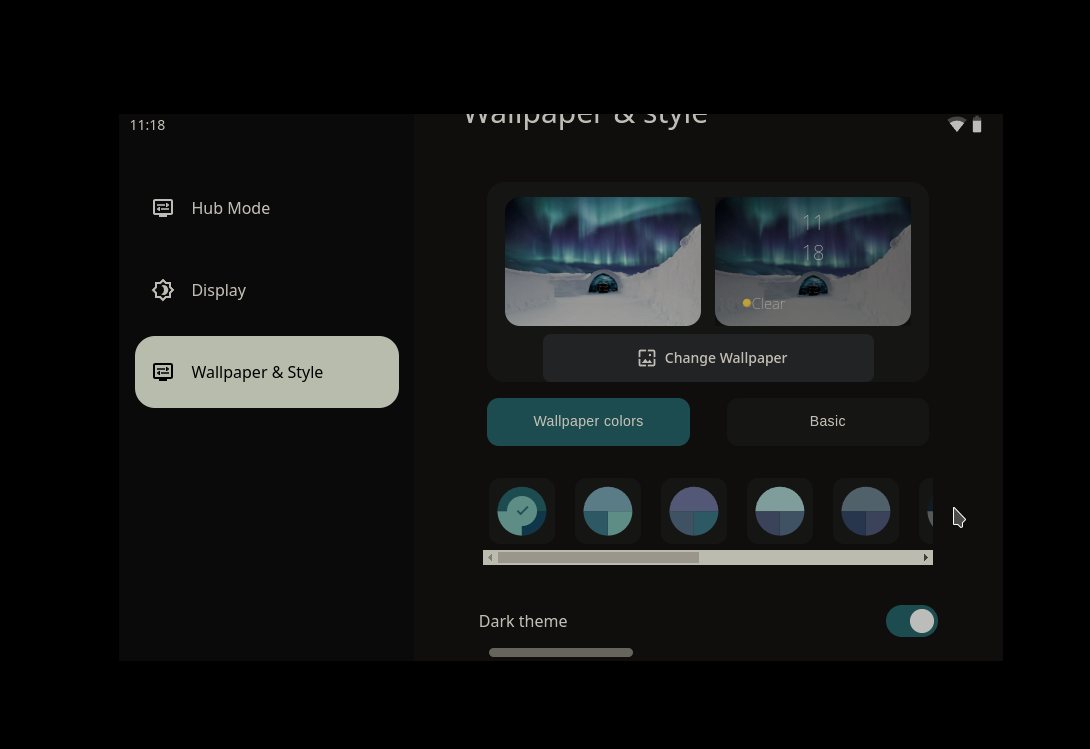 11:18
Wallpaper & style
Hub Mode
Display
Wallpaper & Style
11
18
Clear
Change Wallpaper
Wallpaper colors
Basic
Dark theme